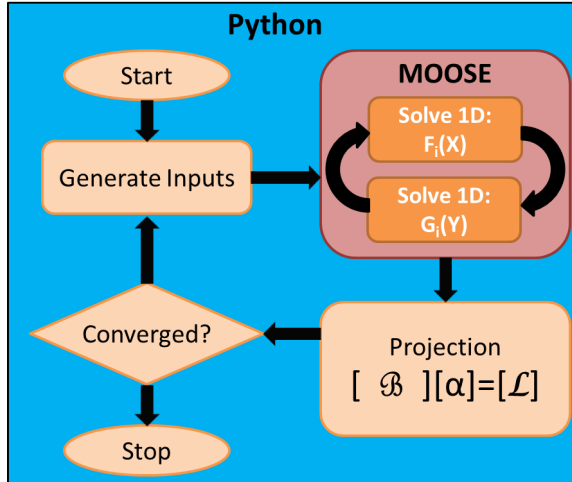 Python
Start
MOOSE
Solve 1D:
Fᵢ(X)
Generate Inputs
Solve 1D:
Gᵢ(Y)
Converged?
Projection
[ ℬ ][α]=[ℒ]
Stop